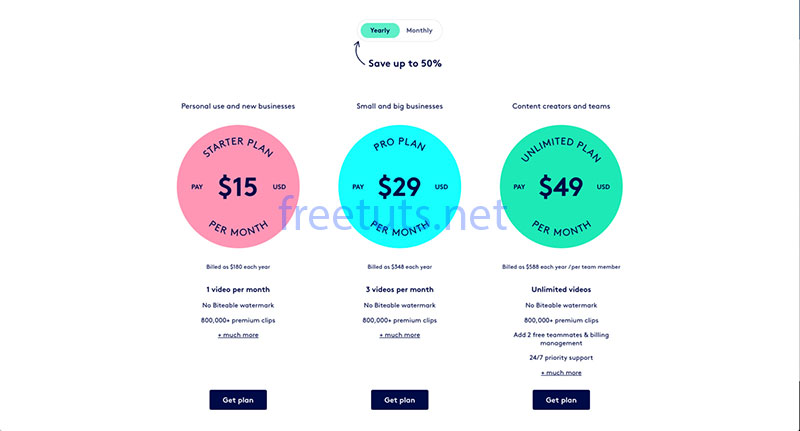 Yearly Monthly
Save up to 50%
Personal use and new businesses
STARTER PLAN
PAY $15 USD
PER MONTH
Billed as $180 each year
1 video per month
No Biteable watermark
800,000+ premium clips
+ much more
Get plan
Small and big businesses
PRO PLAN
PAY $29 USD
PER MONTH
Billed as $348 each year
3 videos per month
No Biteable watermark
800,000+ premium clips
+ much more
Get plan
Content creators and teams
UNLIMITED PLAN
PAY $49 USD
PER MONTH
Billed as $588 each year /per team member
Unlimited videos
No Biteable watermark
800,000+ premium clips
Add 2 free teammates & billing
management
24/7 priority support
+ much more
Get plan
freetuts.net